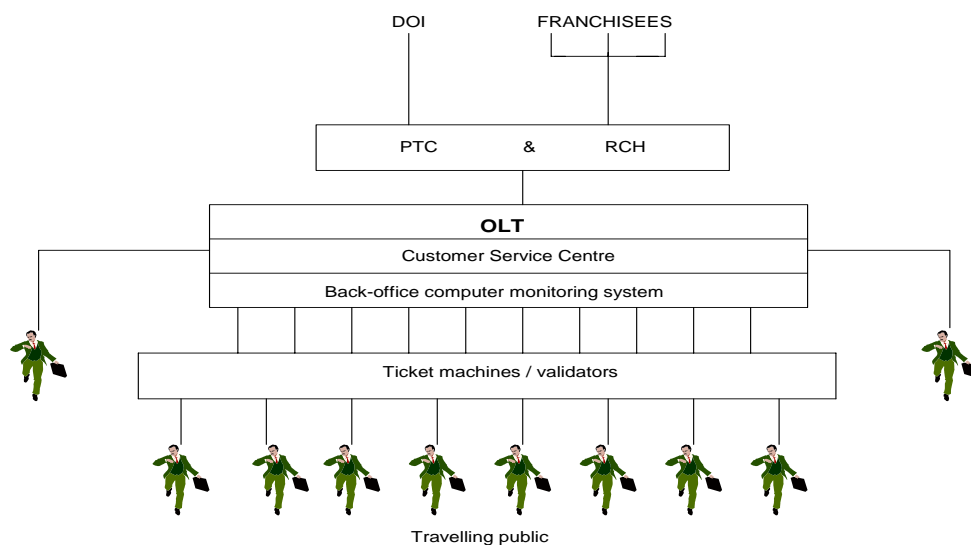 DOI FRANCHISEES
PTC & RCH
OLT
Customer Service Centre
Back-office computer monitoring system
Ticket machines / validators
Travelling public